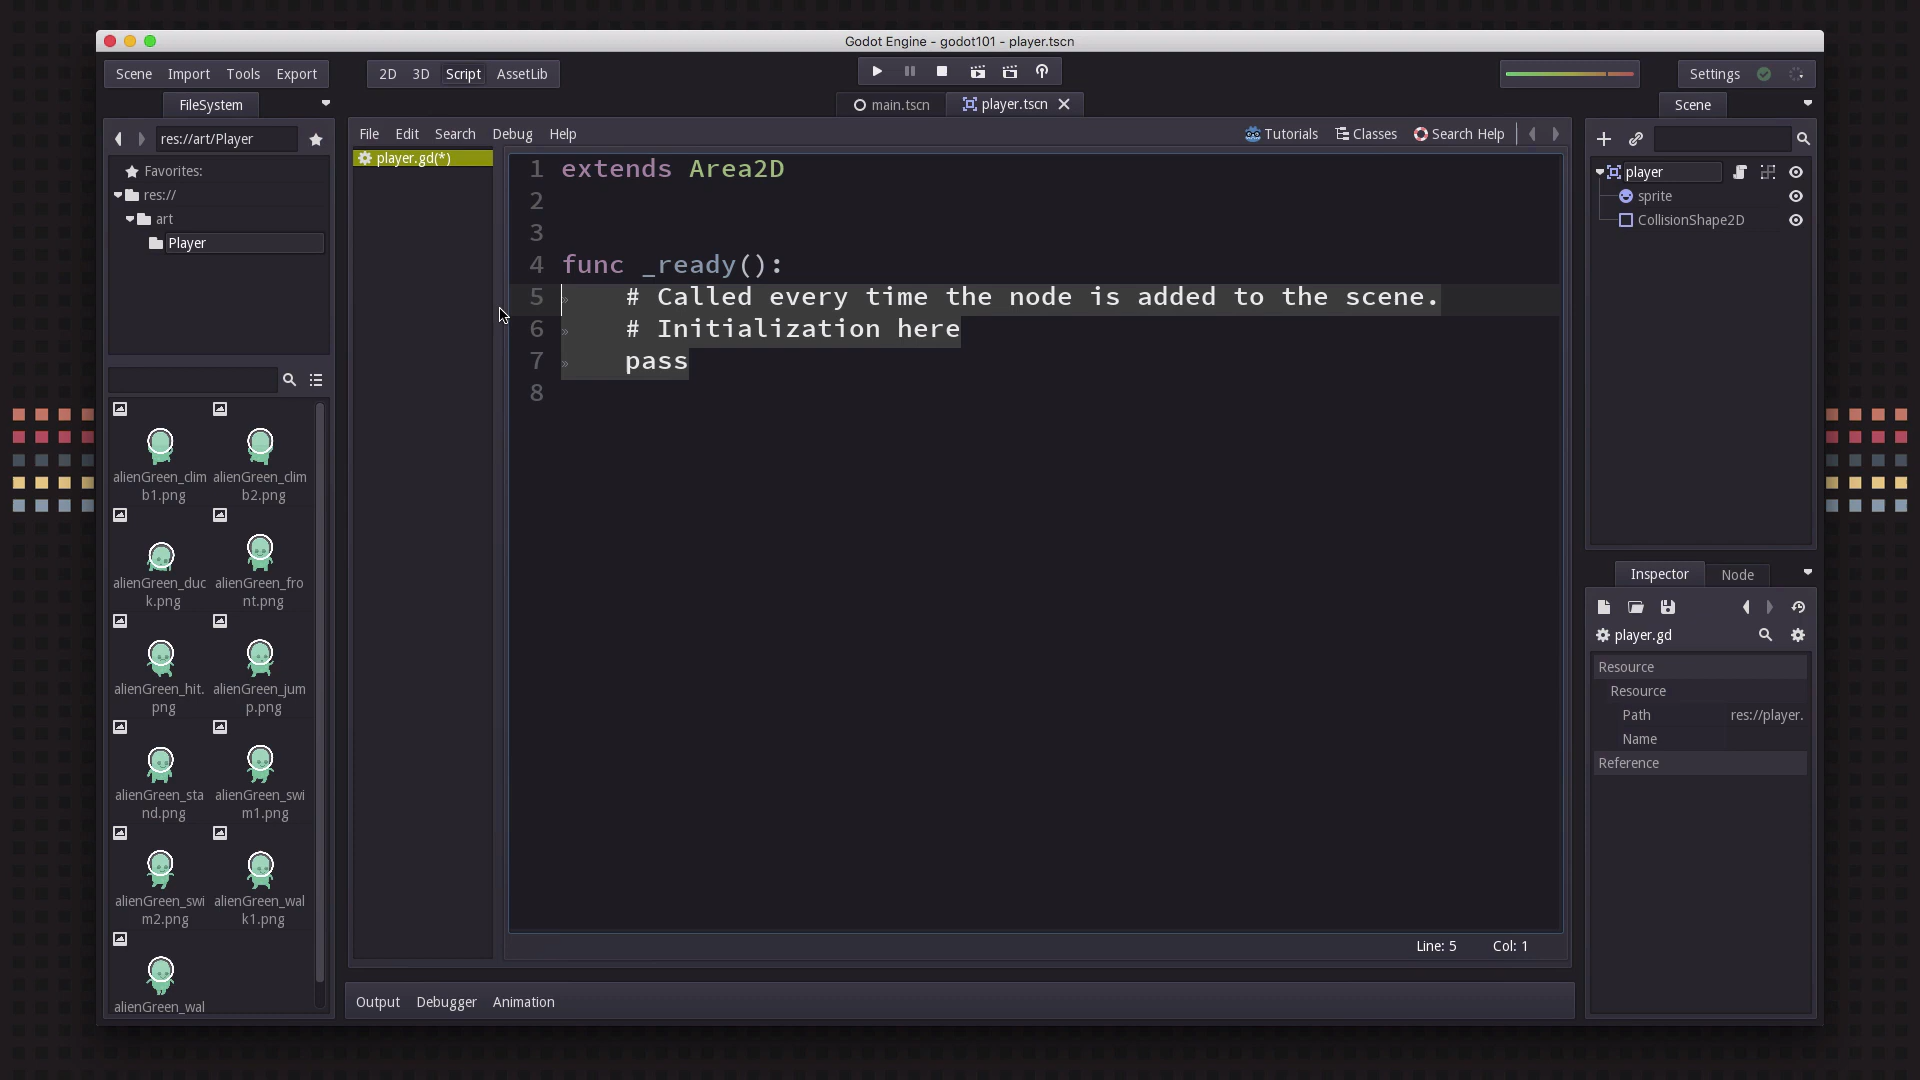 Godot Engine - godot101 - player.tscn
Scene Import Tools Export
2D 3D Script AssetLib
Settings
FileSystem
main.tscn
player.tscn
Scene
res://art/Player
File Edit Search Debug Help
Tutorials Classes Search Help
Favorites:
res://
art
Player
player.gd(*)
1 extends Area2D
2
3
4 func _ready():
5 » # Called every time the node is added to the scene.
6 » # Initialization here
7 » pass
8
Line: 5 Col: 1
player
sprite
CollisionShape2D
alienGreen_clim
b1.png
alienGreen_clim
b2.png
alienGreen_duc
k.png
alienGreen_fro
nt.png
alienGreen_hit.
png
alienGreen_jum
p.png
alienGreen_sta
nd.png
alienGreen_swi
m1.png
alienGreen_swi
m2.png
alienGreen_wal
k1.png
alienGreen_wal
Inspector Node
player.gd
Resource
Resource
Path res://player.
Name
Reference
Output Debugger Animation